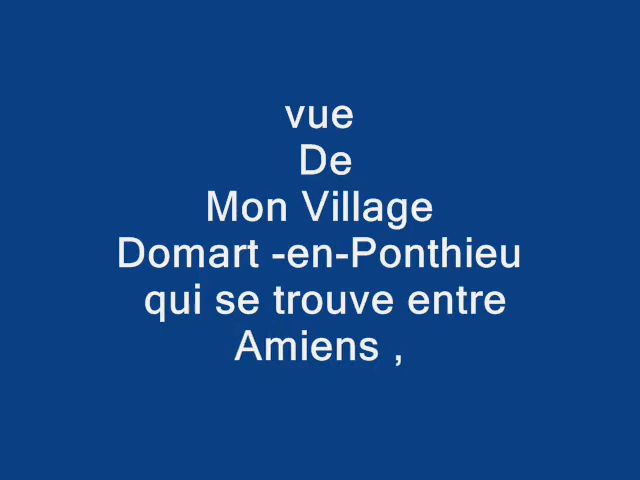 vue
De
Mon Village
Domart -en-Ponthieu
qui se trouve entre
Amiens ,